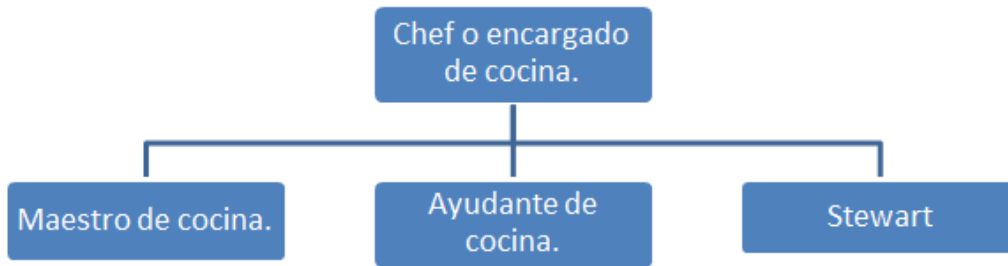 Chef o encargado
de cocina.
Maestro de cocina.
Ayudante de
cocina.
Stewart